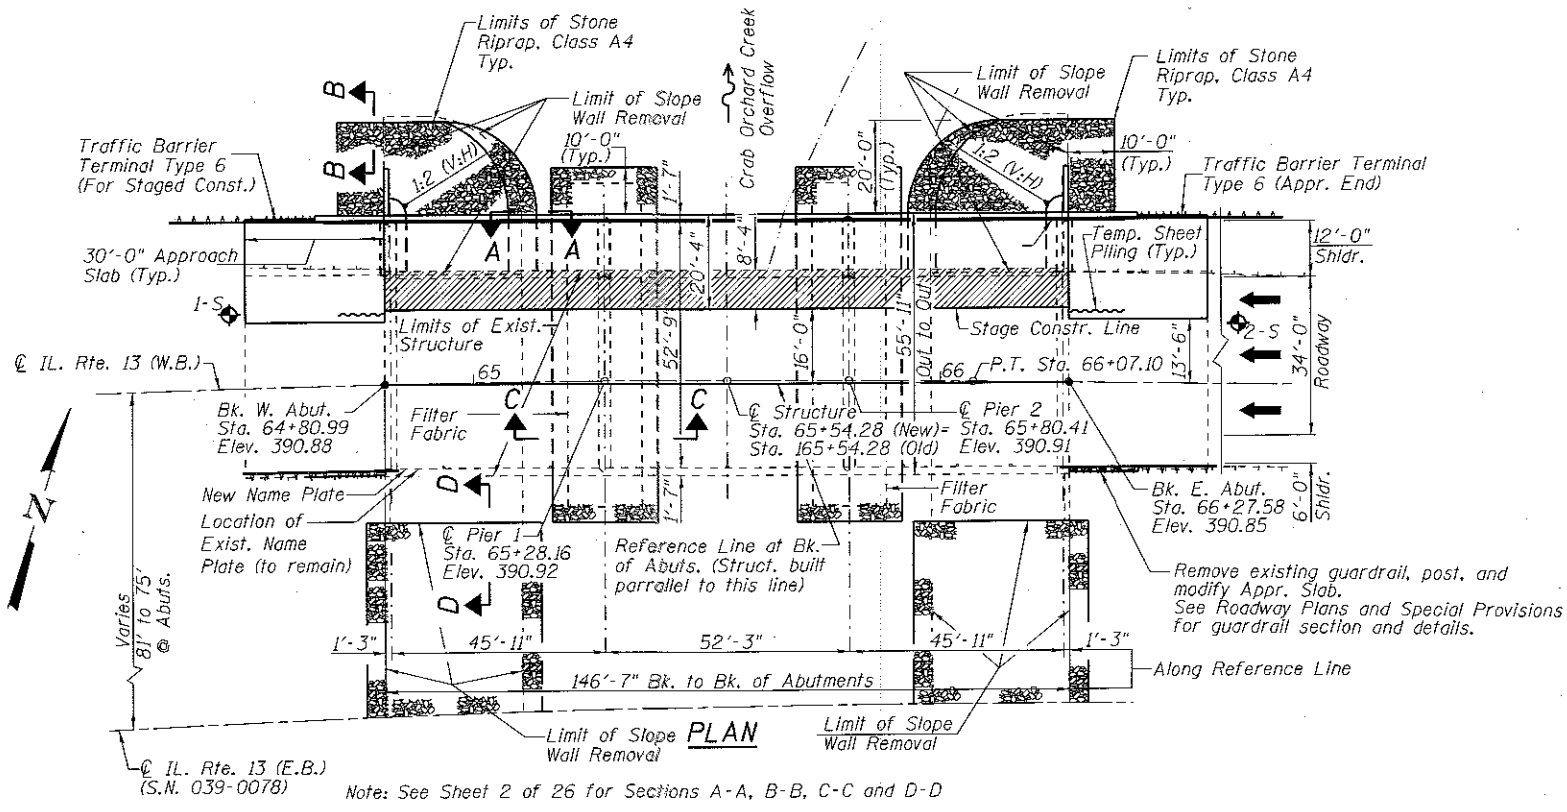 Limits of Stone
Riprap, Class A4
Typ.
Limit of Slope
Wall Removal
10'-0"
(Typ.)
B
B
1:2 (V:H)
Traffic Barrier
Terminal Type 6
(For Staged Const.)
30'-0" Approach
Slab (Typ.)
1-S
A
A
1'-7"
Crab Orchard Creek
Overflow
20'-4"
8'-4"
Limit of Slope
Wall Removal
Limits of Stone
Riprap, Class A4
Typ.
20'-0"
(Typ.)
1:2 (V:H)
10'-0"
(Typ.)
Traffic Barrier Terminal
Type 6 (Appr. End)
Temp. Sheet
Piling (Typ.)
12'-0"
Shldr.
2-S
34'-0"
Roadway
13'-6"
6'-0"
Shldr.
Limits of Exist.
Structure
52'-9"
16'-0"
55'-11"
Out to Out
Stage Constr. Line
℄ IL. Rte. 13 (W.B.)
65
66
P.T. Sta. 66+07.10
Bk. W. Abut.
Sta. 64+80.99
Elev. 390.88
Filter
Fabric
C
C
℄ Structure
Sta. 65+54.28 (New)=
Sta. 165+54.28 (Old)
℄ Pier 2
Sta. 65+80.41
Elev. 390.91
Bk. E. Abut.
Sta. 66+27.58
Elev. 390.85
N
New Name Plate
Location of
Exist. Name
Plate (to remain)
D
D
1'-7"
℄ Pier 1
Sta. 65+28.16
Elev. 390.92
Reference Line at Bk.
of Abuts. (Struct. built
parrallel to this line)
Filter
Fabric
Remove existing guardrail, post, and
modify Appr. Slab.
See Roadway Plans and Special Provisions
for guardrail section and details.
Varies
81' to 75'
@ Abuts.
1'-3"
45'-11"
52'-3"
45'-11"
1'-3"
146'-7" Bk. to Bk. of Abutments
Along Reference Line
Limit of Slope
Wall Removal
PLAN
Limit of Slope
Wall Removal
℄ IL. Rte. 13 (E.B.)
(S.N. 039-0078)
Note: See Sheet 2 of 26 for Sections A-A, B-B, C-C and D-D